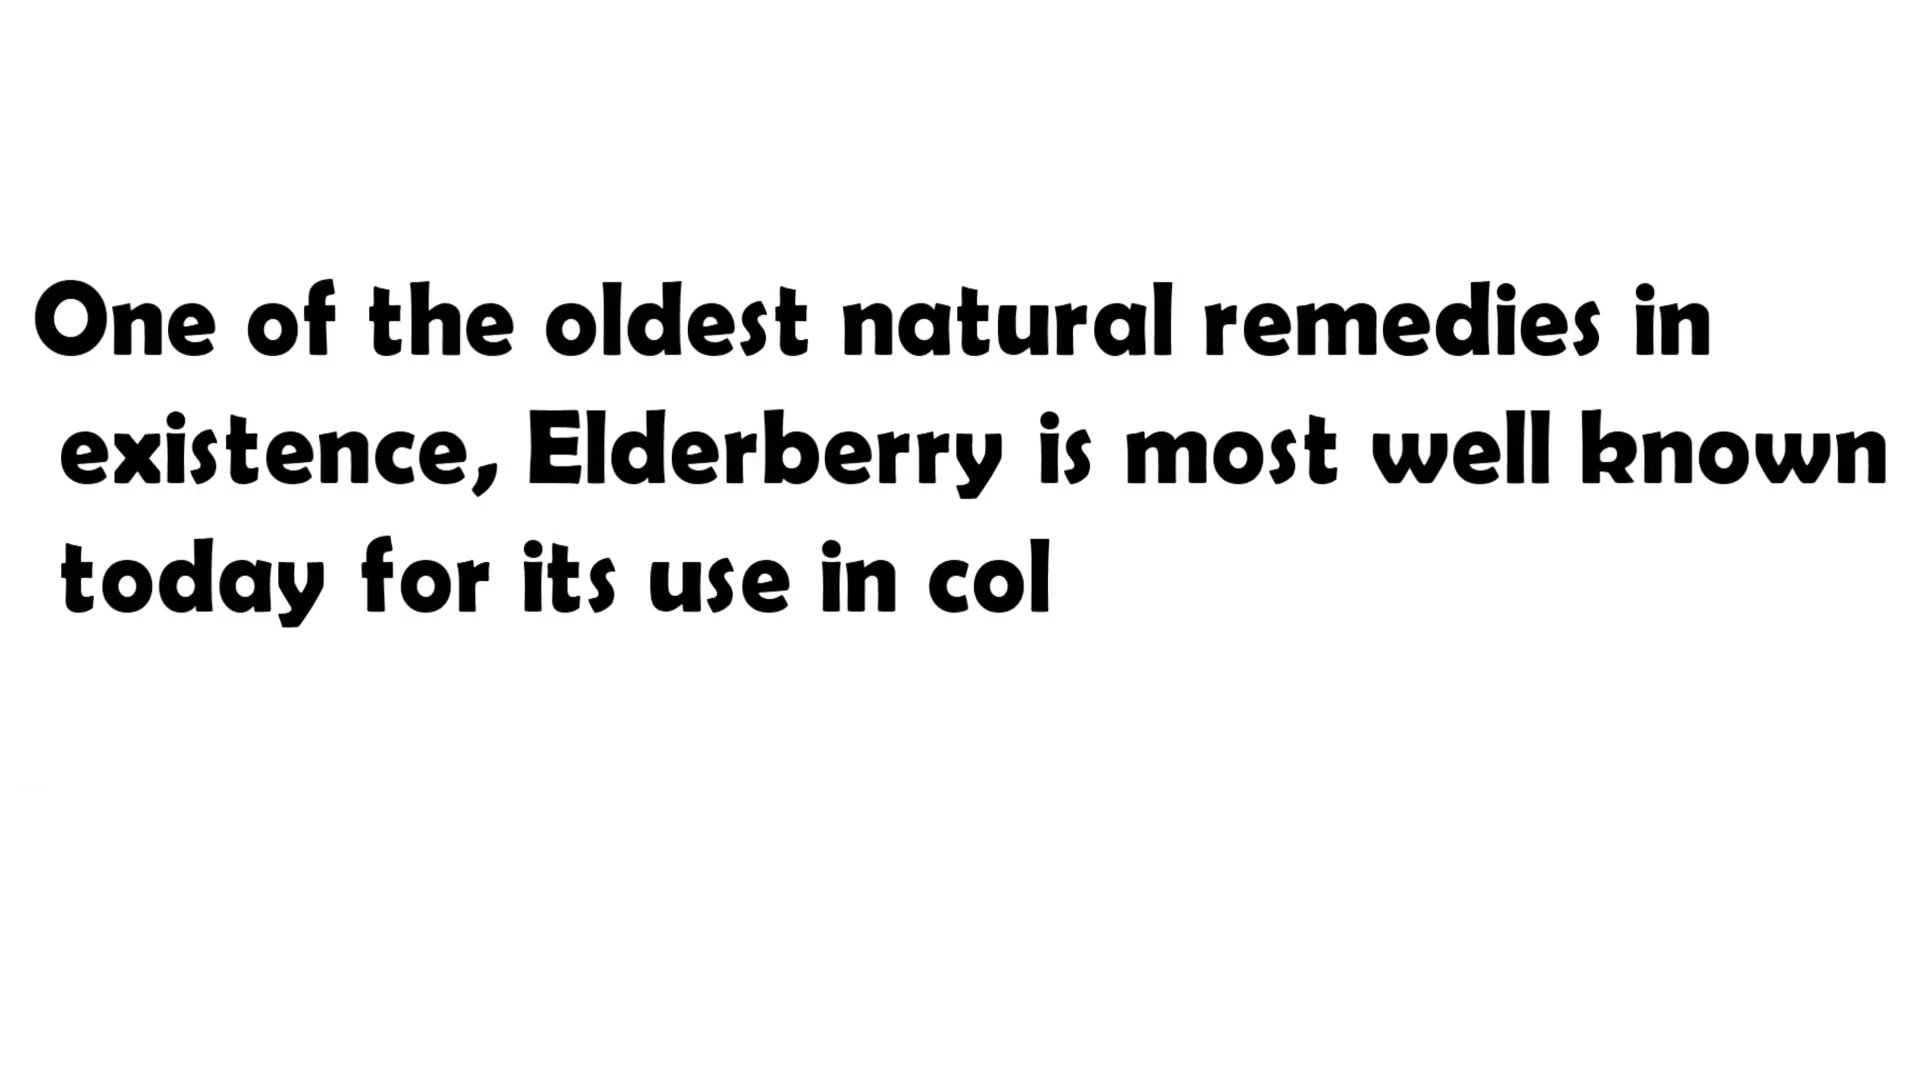 One of the oldest natural remedies in
existence, Elderberry is most well known
today for its use in col